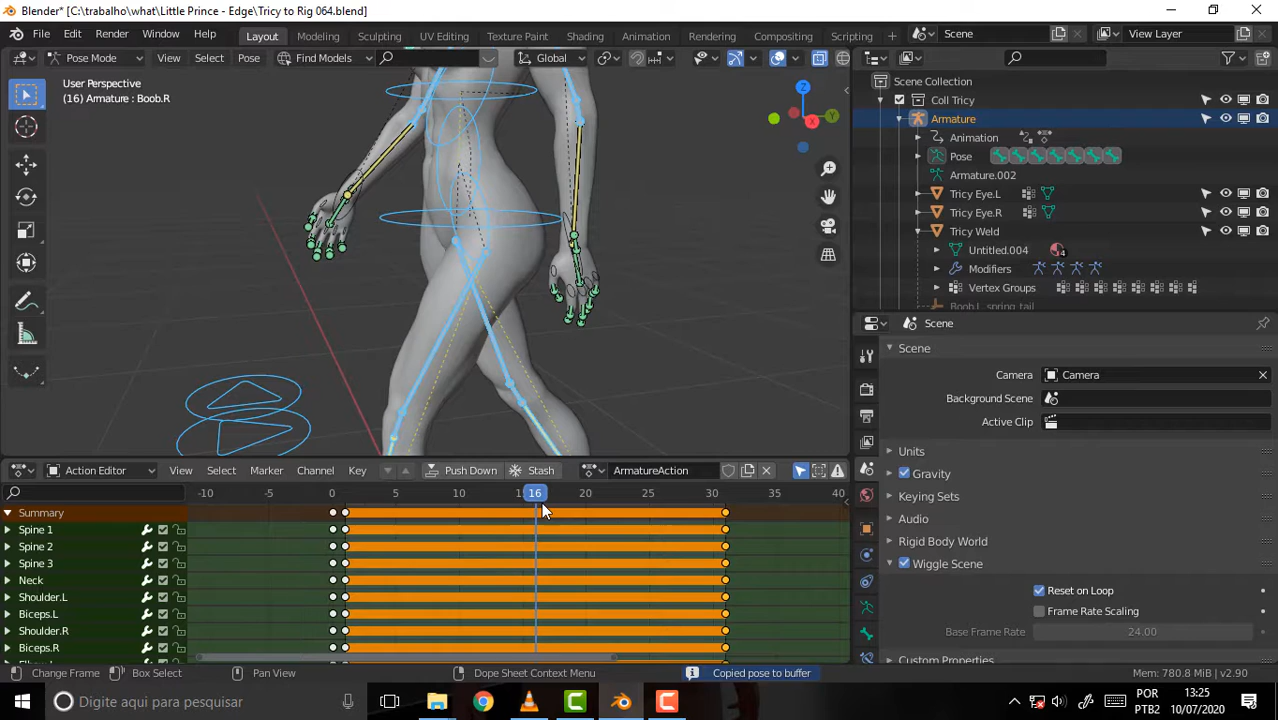 Blender* [C:\trabalho\what\Little Prince - Edge\Tricy to Rig 064.blend]
File Edit Render Window Help Layout Modeling Sculpting UV Editing Texture Paint Shading Animation Compositing Scripting Scene View Layer
Pose Mode View Select Pose Find Models Global
User Perspective
(16) Armature : Boob.R
Z
Y
X
Scene Collection
Coll Tricy
Armature
Animation
Pose
Armature.002
Tricy Eye.L
Tricy Eye.R
Tricy Weld
Untitled.004 4
Modifiers
Vertex Groups
Boob.L_spring_tail
Scene
Scene
Camera Camera
Background Scene
Active Clip
Units
Gravity
Keying Sets
Audio
Rigid Body World
Wiggle Scene
Reset on Loop
Frame Rate Scaling
Base Frame Rate 24.00
Custom Properties
Action Editor View Select Marker Channel Key Push Down Stash ArmatureAction
-10 -5 0 5 10 16 20 25 30 35 40
Summary
Spine 1
Spine 2
Spine 3
Neck
Shoulder.L
Biceps.L
Shoulder.R
Biceps.R
Change Frame Box Select Pan View Dope Sheet Context Menu Copied pose to buffer Mem: 780.8 MiB | v2.90
Digite aqui para pesquisar
POR
PTB2
13:25
10/07/2020